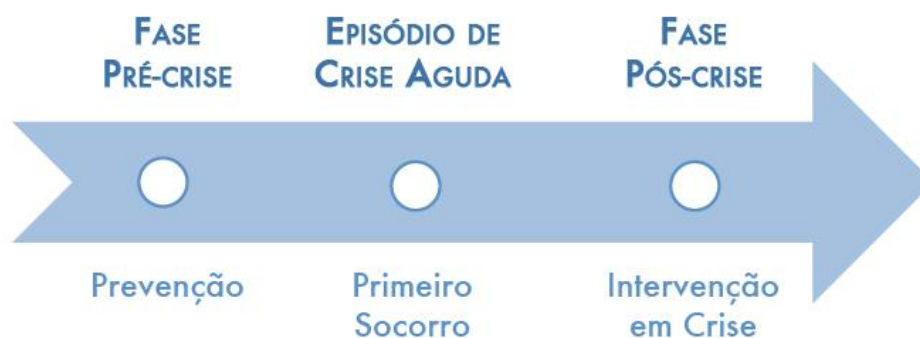 FASE
PRÉ-CRISE
EPISÓDIO DE
CRISE AGUDA
FASE
PÓS-CRISE
Prevenção
Primeiro
Socorro
Intervenção
em Crise